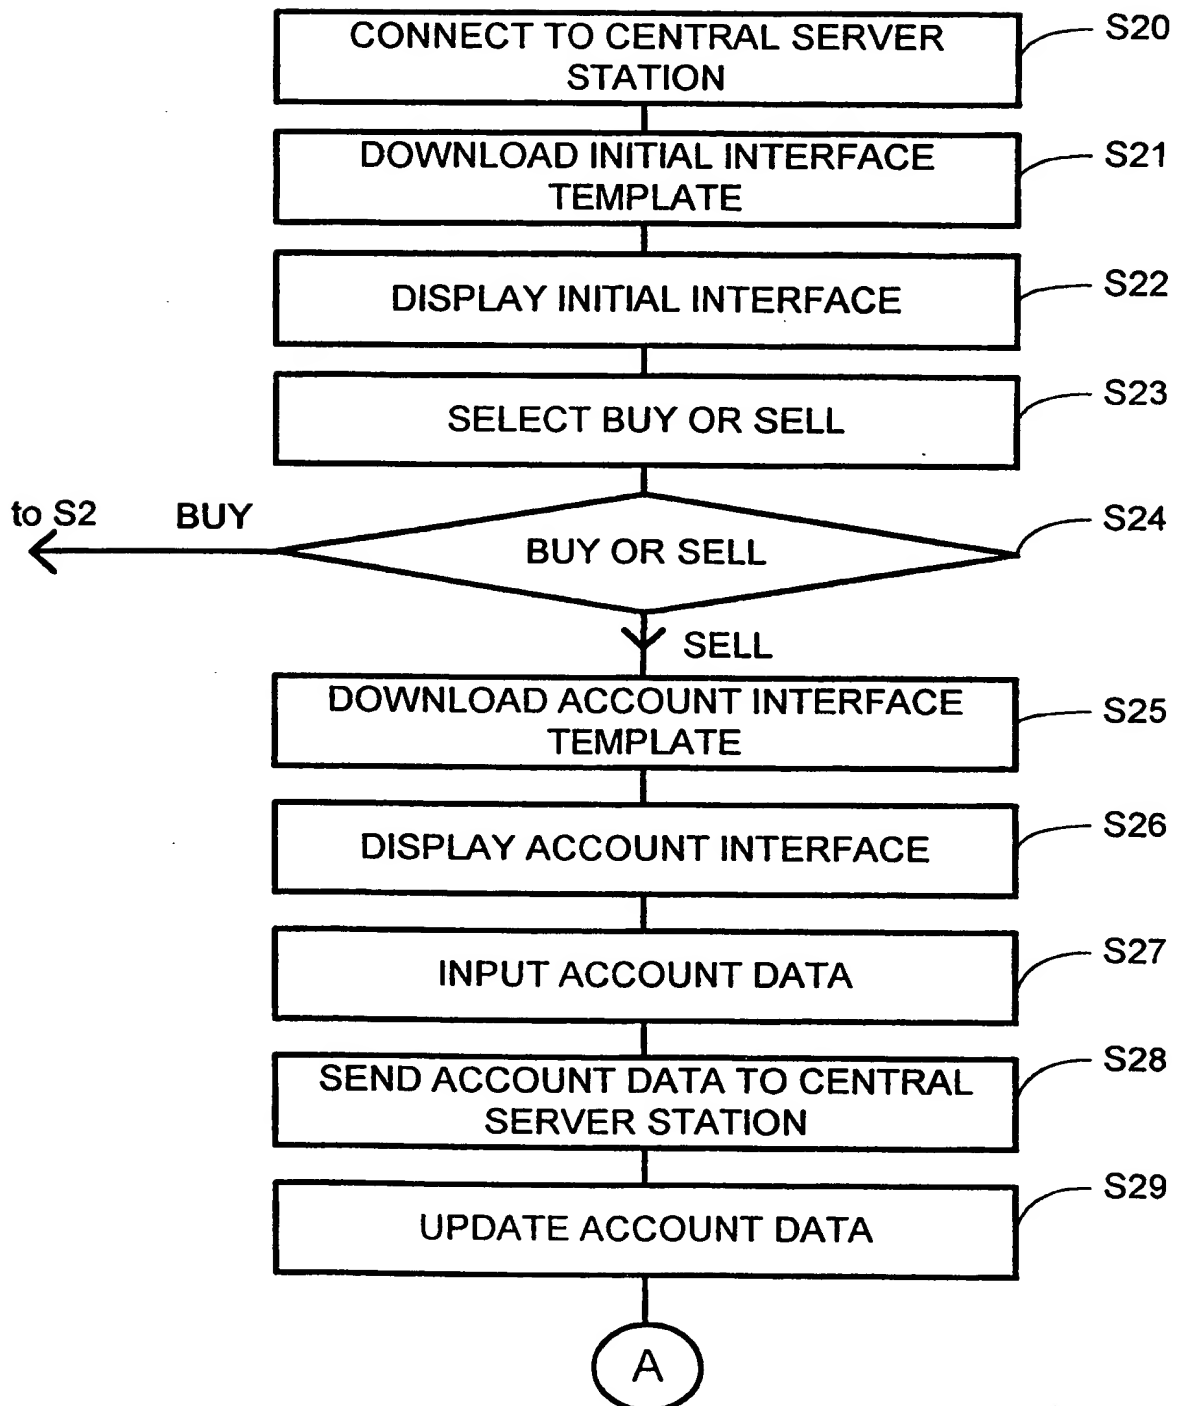 CONNECT TO CENTRAL SERVER
STATION
S20
DOWNLOAD INITIAL INTERFACE
TEMPLATE
S21
DISPLAY INITIAL INTERFACE
S22
SELECT BUY OR SELL
S23
to S2
BUY
BUY OR SELL
S24
SELL
DOWNLOAD ACCOUNT INTERFACE
TEMPLATE
S25
DISPLAY ACCOUNT INTERFACE
S26
INPUT ACCOUNT DATA
S27
SEND ACCOUNT DATA TO CENTRAL
SERVER STATION
S28
UPDATE ACCOUNT DATA
S29
A